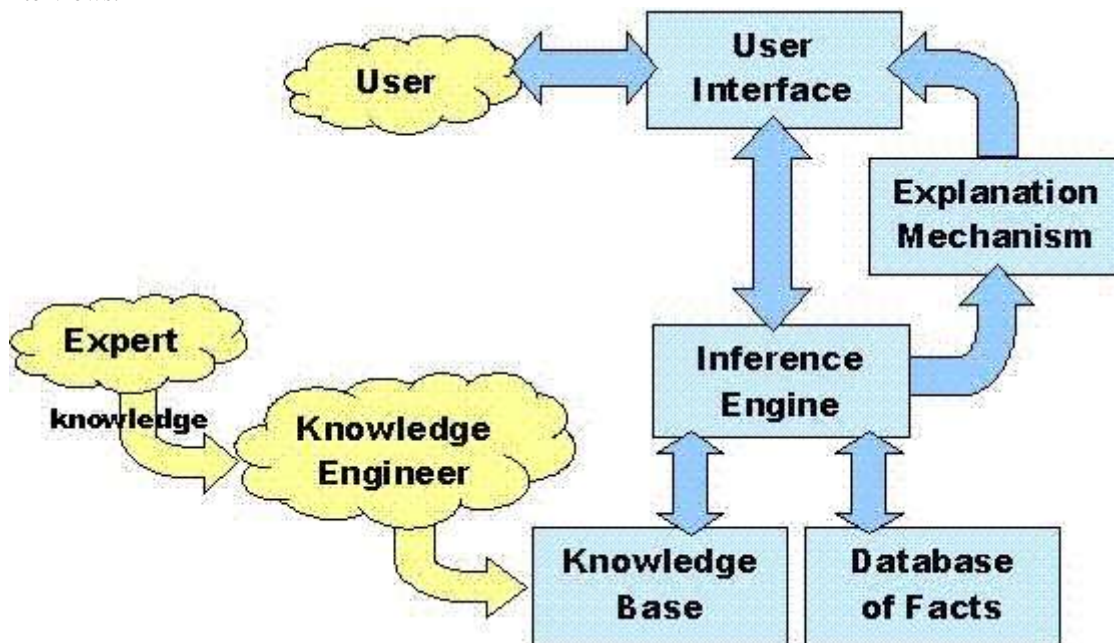 User
User
Interface
Explanation
Mechanism
Expert
knowledge
Inference
Engine
Knowledge
Engineer
Knowledge
Base
Database
of Facts